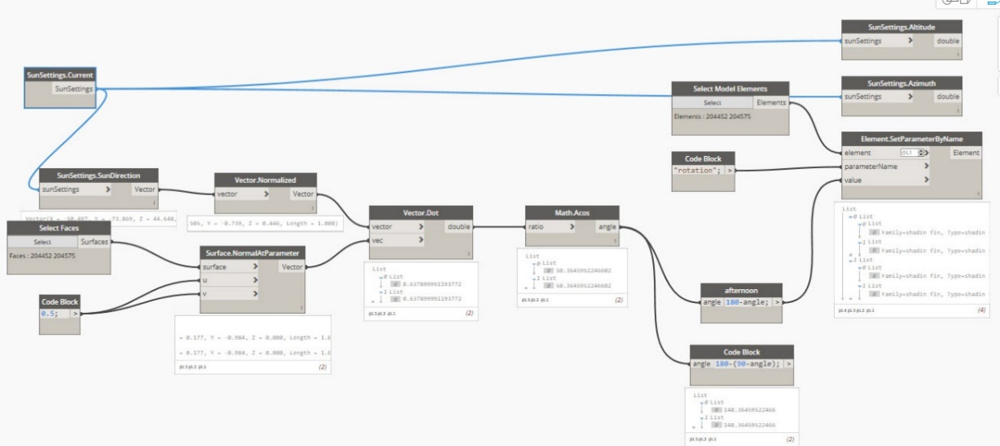 SunSettings.Altitude
sunSettings > double
SunSettings.Current
SunSettings
Select Model Elements
Select Elements
Elements : 204452 204575
SunSettings.Azimuth
sunSettings > double
Element.SetParameterByName
element @L1 > Element
parameterName >
value >
Code Block
"rotation"; >
SunSettings.SunDirection
sunSettings > Vector
Vector.Normalized
vector > Vector
Vector(X = -50.487, Y = -73.869, Z = 44.648,
505, Y = -0.739, Z = 0.446, Length = 1.000)
Select Faces
Select Surfaces
Faces : 204452 204575
Vector.Dot
vector > double
vec >
Math.Acos
ratio > angle
List
0 List
0 List
0 Family=shadin fin, Type=shadin
1 List
0 Family=shadin fin, Type=shadin
1 List
0 List
0 Family=shadin fin, Type=shadin
1 List
0 Family=shadin fin, Type=shadin
@L4 @L3 @L2 @L1 (4)
Surface.NormalAtParameter
surface > Vector
u >
v >
Code Block
0.5; >
List
0 List
0 0.637899991193772
1 List
0 0.637899991193772
@L3 @L2 @L1 (2)
List
0 List
0 50.3645952246602
1 List
0 50.3645952246602
@L3 @L2 @L1 (2)
afternoon
angle 180-angle; >
= 0.177, Y = -0.984, Z = 0.000, Length = 1.0
= 0.177, Y = -0.984, Z = 0.000, Length = 1.0
@L3 @L2 @L1 (2)
Code Block
angle 180-(90-angle); >
List
0 List
0 140.36459522466
1 List
0 140.36459522466
@L3 @L2 @L1 (2)